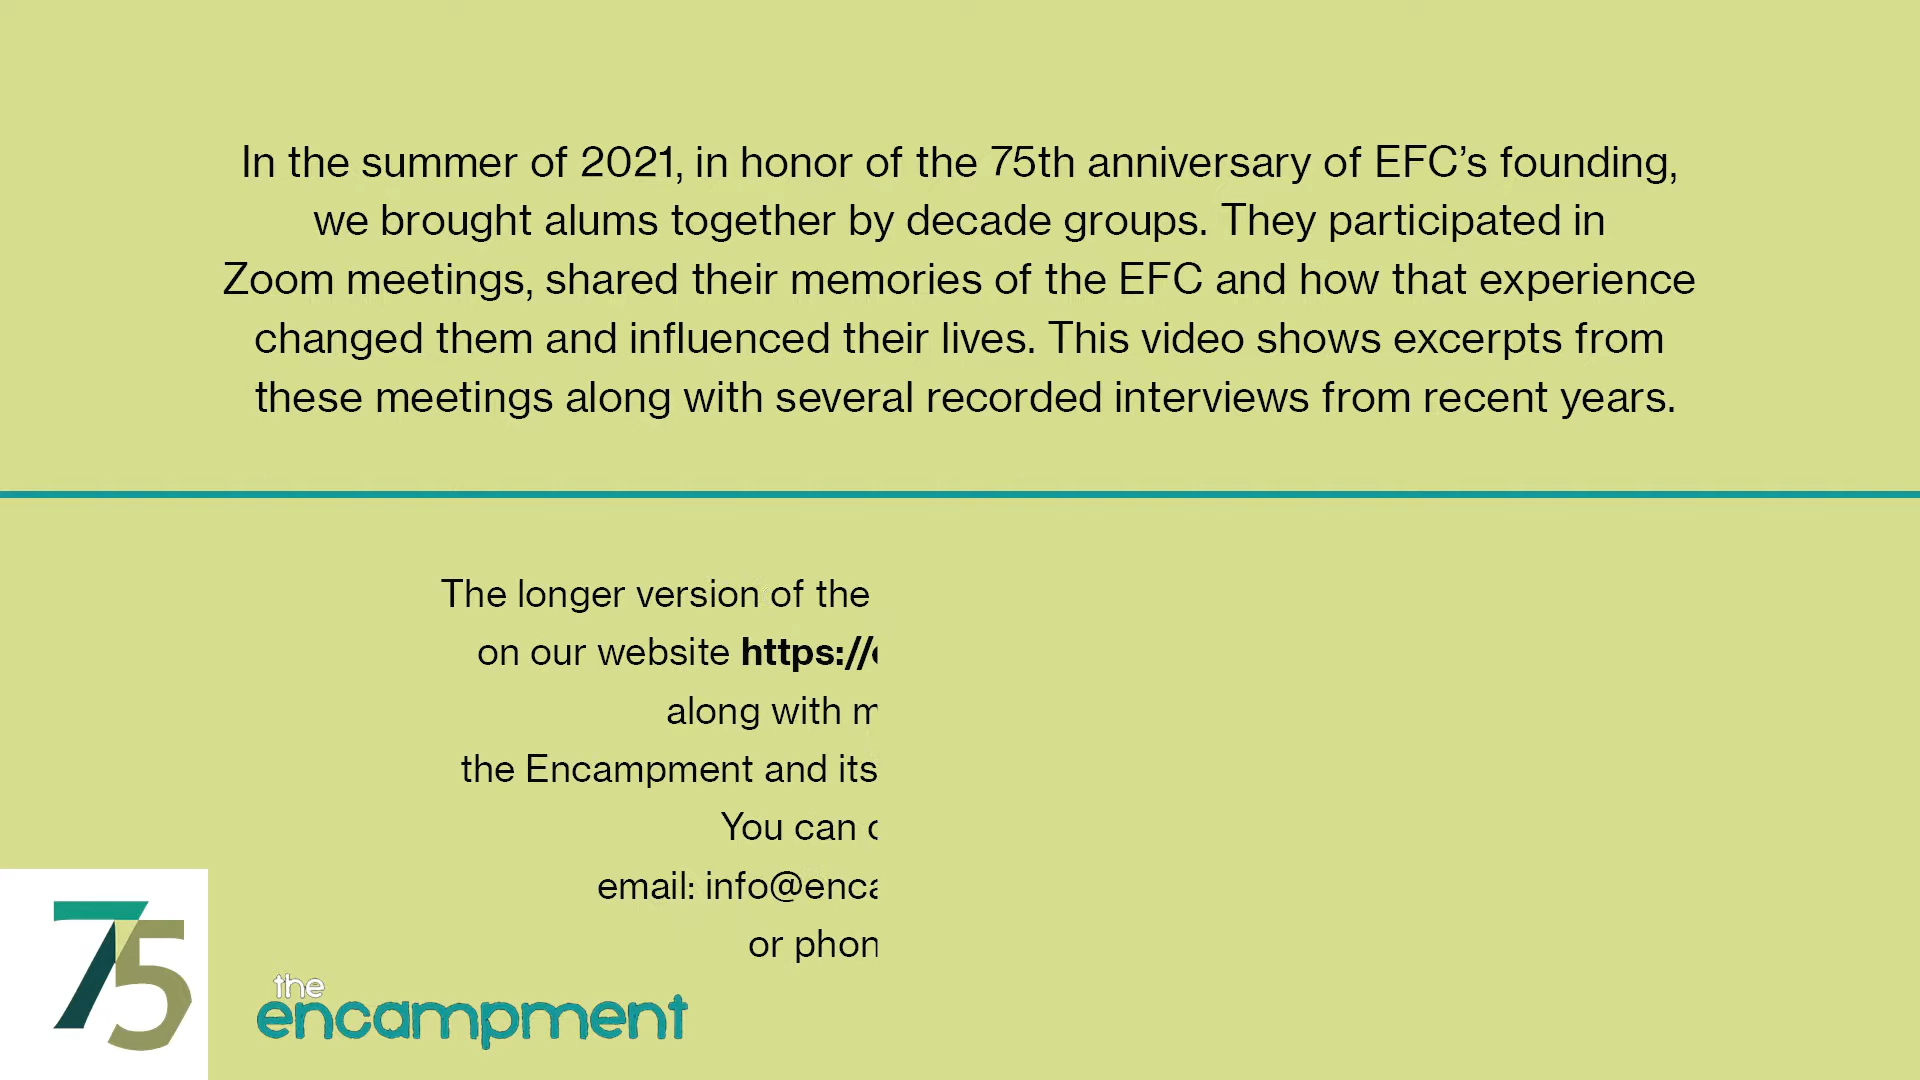 In the summer of 2021, in honor of the 75th anniversary of EFC’s founding,
we brought alums together by decade groups. They participated in
Zoom meetings, shared their memories of the EFC and how that experience
changed them and influenced their lives. This video shows excerpts from
these meetings along with several recorded interviews from recent years.
The longer version of the
on our website https://
along with
the Encampment and its
You can
email: info@enca
or phon
75
the
encampment